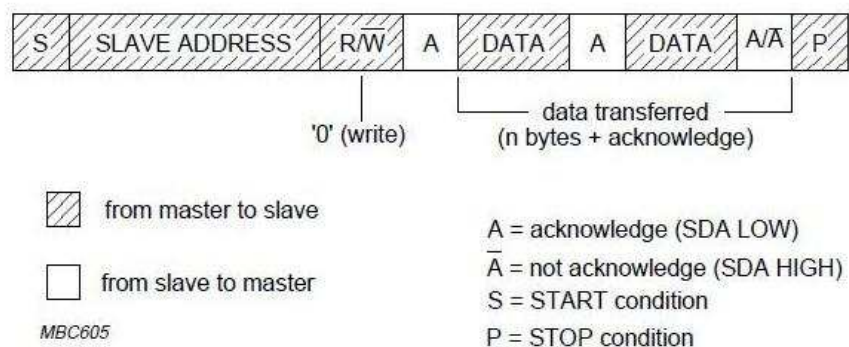 S SLAVE ADDRESS R/W̅ A DATA A DATA A/A̅ P
data transferred
'0' (write) (n bytes + acknowledge)
from master to slave
from slave to master
A = acknowledge (SDA LOW)
A̅ = not acknowledge (SDA HIGH)
S = START condition
P = STOP condition
MBC605